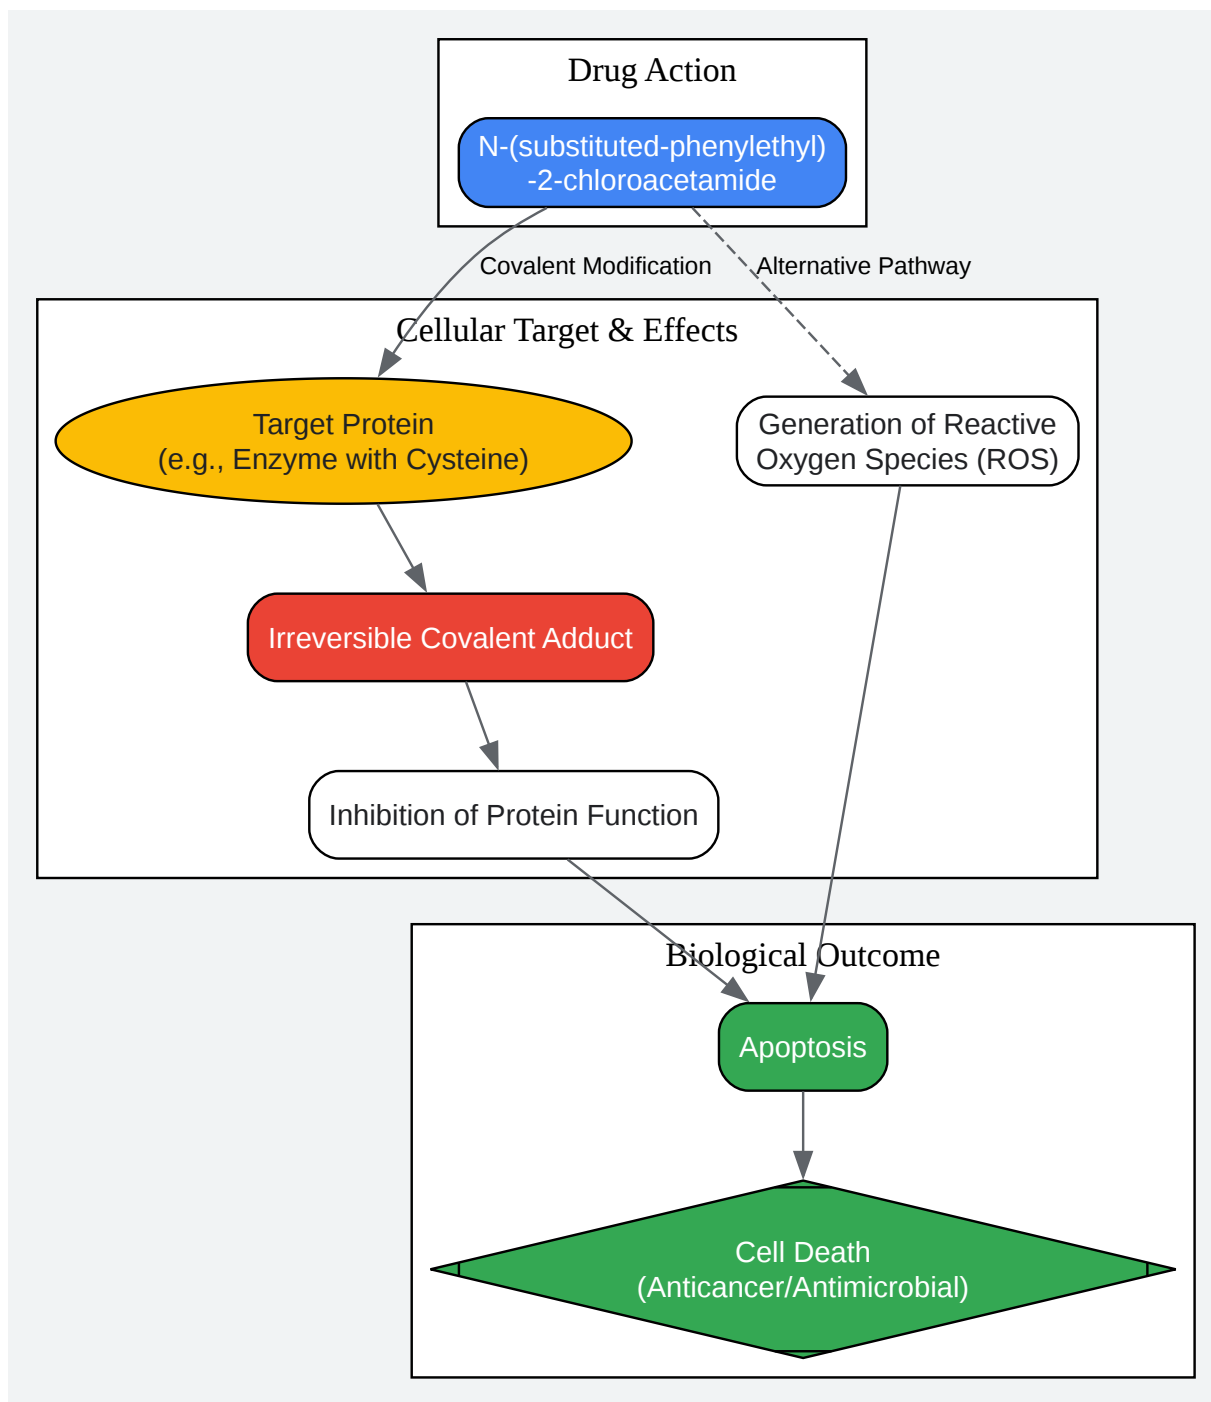 Drug Action
N-(substituted-phenylethyl)
-2-chloroacetamide
Covalent Modification
Alternative Pathway
Cellular Target & Effects
Target Protein
(e.g., Enzyme with Cysteine)
Generation of Reactive
Oxygen Species (ROS)
Irreversible Covalent Adduct
Inhibition of Protein Function
Biological Outcome
Apoptosis
Cell Death
(Anticancer/Antimicrobial)